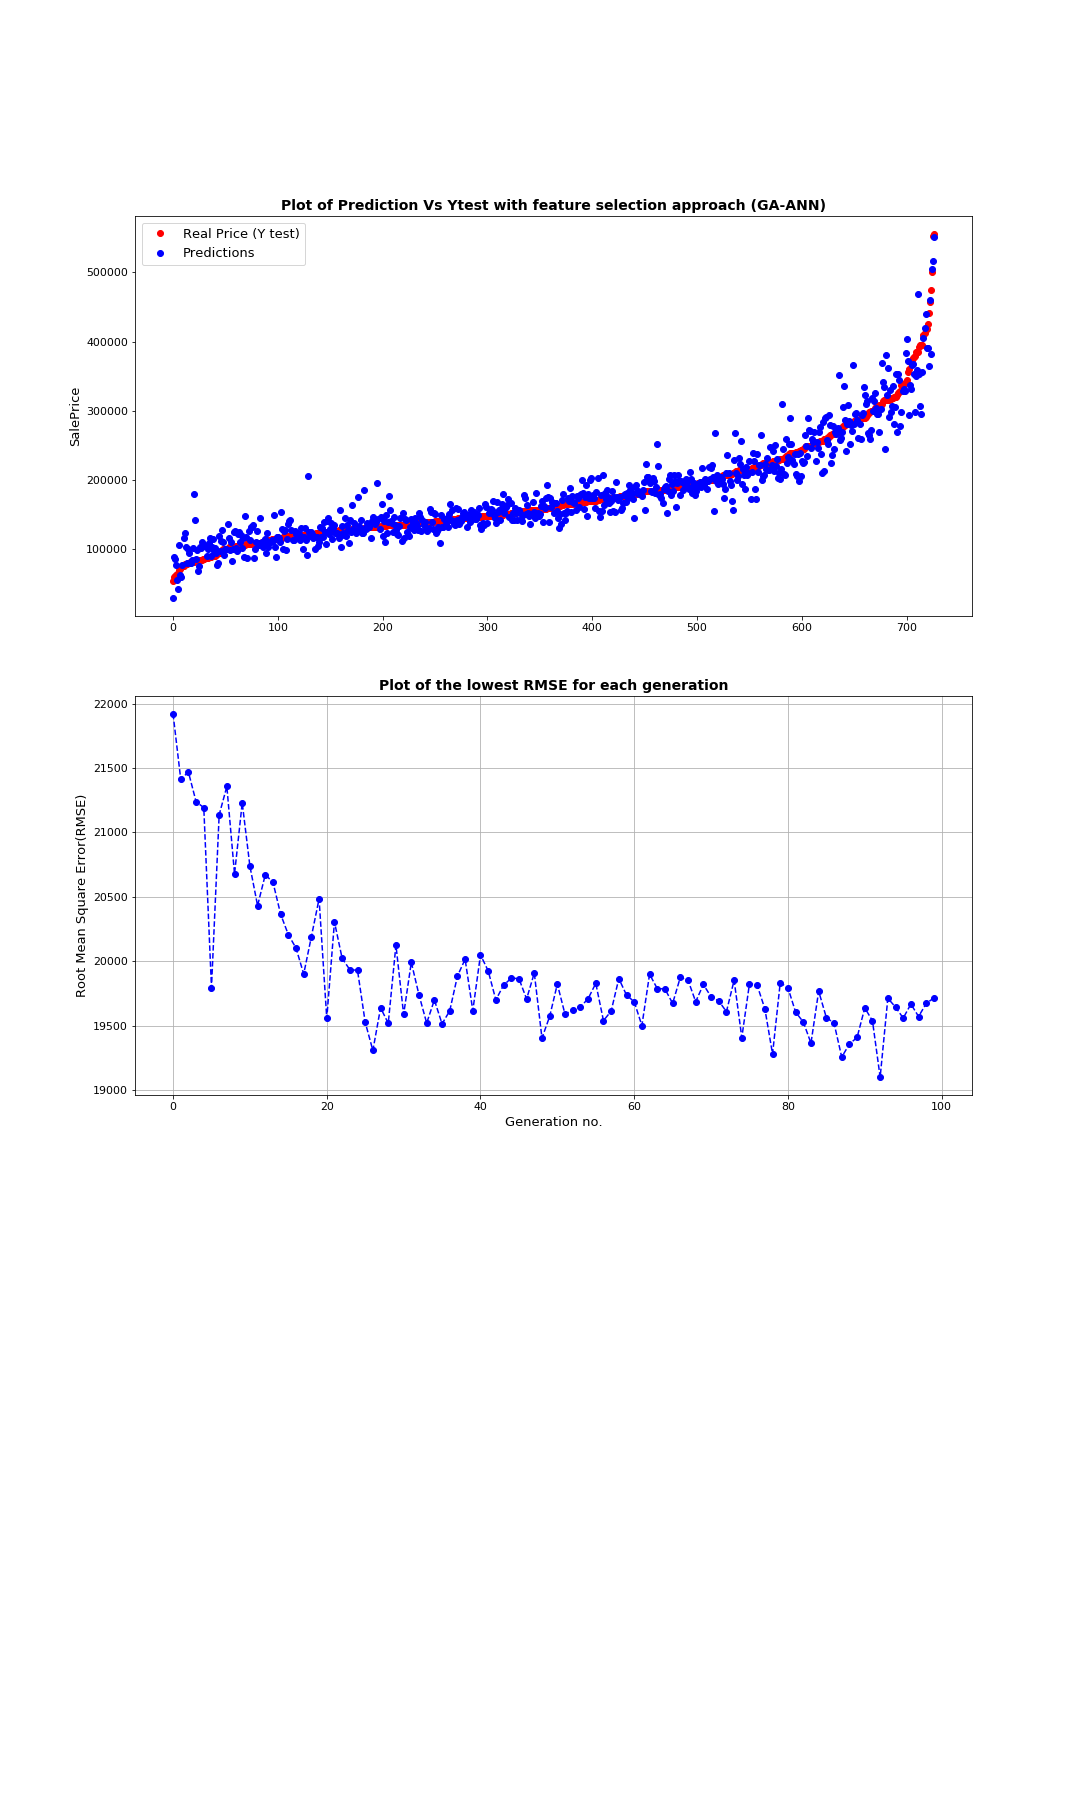 Plot of Prediction Vs Ytest with feature selection approach (GA-ANN)
Real Price (Y test)
Predictions
SalePrice
500000
400000
300000
200000
100000
0 100 200 300 400 500 600 700
Plot of the lowest RMSE for each generation
Root Mean Square Error(RMSE)
22000
21500
21000
20500
20000
19500
19000
0 20 40 60 80 100
Generation no.